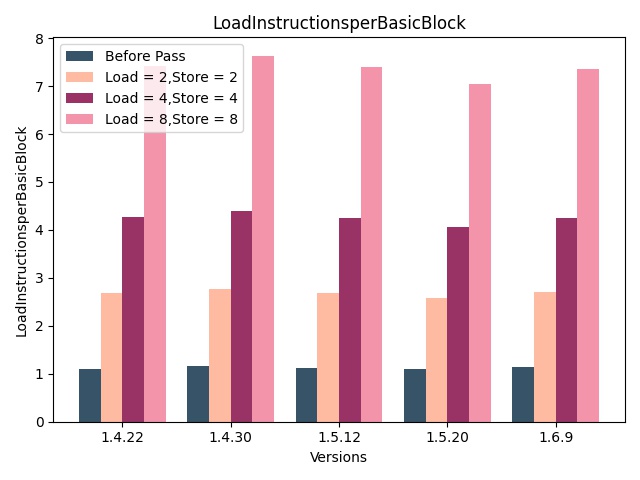 LoadInstructionsperBasicBlock
Before Pass
Load = 2,Store = 2
Load = 4,Store = 4
Load = 8,Store = 8
LoadInstructionsperBasicBlock
8
7
6
5
4
3
2
1
0
1.4.22 1.4.30 1.5.12 1.5.20 1.6.9
Versions